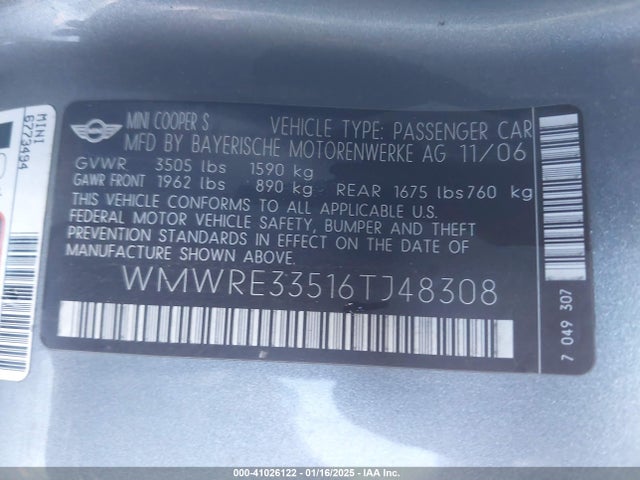 MINI COOPER S VEHICLE TYPE: PASSENGER CAR
MFD BY BAYERISCHE MOTORENWERKE AG 11/06
GVWR 3505 lbs 1590 kg
GAWR FRONT 1962 lbs 890 kg REAR 1675 lbs 760 kg
THIS VEHICLE CONFORMS TO ALL APPLICABLE U.S.
FEDERAL MOTOR VEHICLE SAFETY, BUMPER AND THEFT
PREVENTION STANDARDS IN EFFECT ON THE DATE OF
MANUFACTURE SHOWN ABOVE.
WMWRE33516TJ48308
7 049 307
MINI
6773494
000-41026122 - 01/16/2025 - IAA Inc.